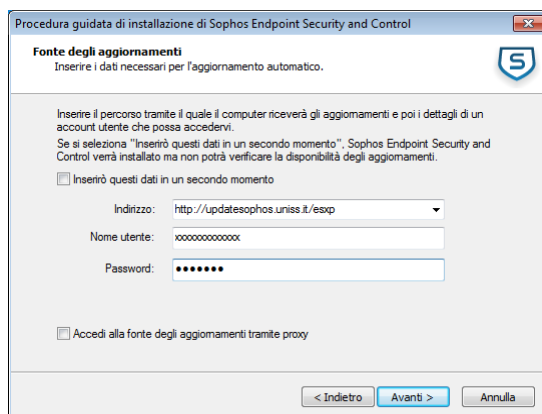 Procedura guidata di installazione di Sophos Endpoint Security and Control
Fonte degli aggiornamenti
Inserire i dati necessari per l'aggiornamento automatico.
S
Inserire il percorso tramite il quale il computer riceverà gli aggiornamenti e poi i dettagli di un
account utente che possa accedervi.
Se si seleziona "Inserirò questi dati in un secondo momento", Sophos Endpoint Security and
Control verrà installato ma non potrà verificare la disponibilità degli aggiornamenti.
Inserirò questi dati in un secondo momento
Indirizzo: http://updatesophos.uniss.it/esxp
Nome utente: xxxxxxxxxxxxx
Password: •••••••
Accedi alla fonte degli aggiornamenti tramite proxy
< Indietro Avanti > Annulla